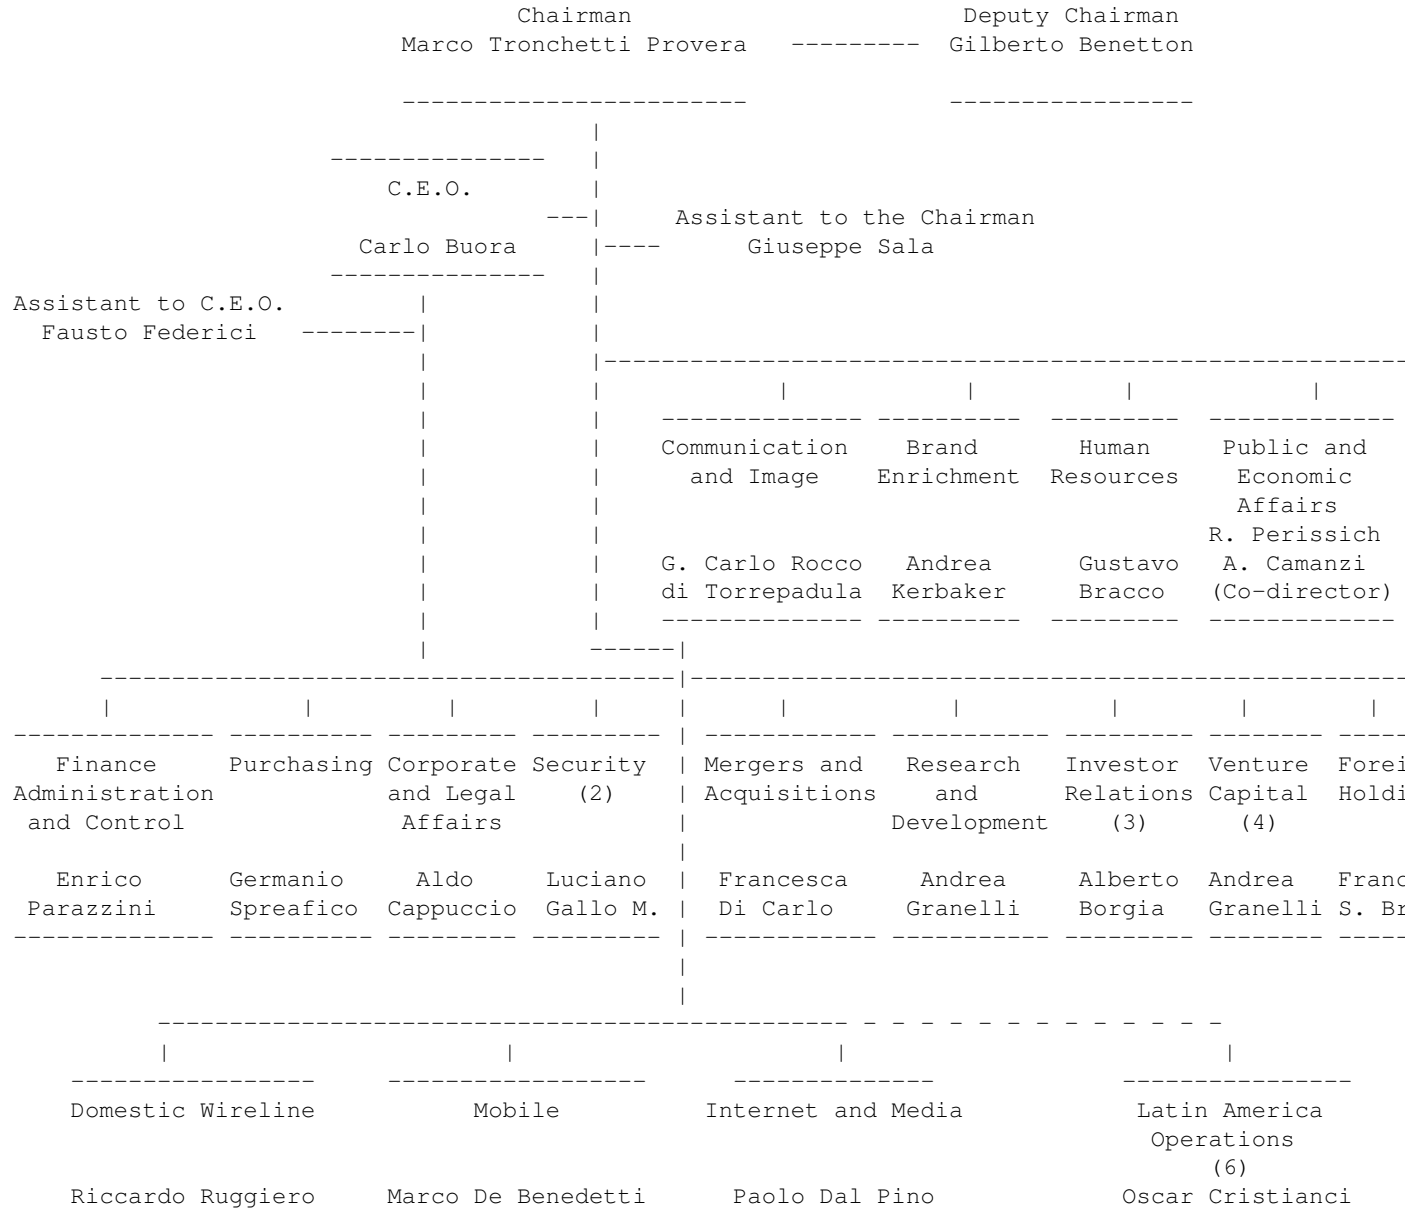 Chairman Deputy Chairman
Marco Tronchetti Provera --------- Gilberto Benetton
C.E.O.
Assistant to the Chairman
Carlo Buora Giuseppe Sala
Assistant to C.E.O.
Fausto Federici
Communication Brand Human Public and
and Image Enrichment Resources Economic
Affairs
R. Perissich
G. Carlo Rocco Andrea Gustavo A. Camanzi
di Torrepadula Kerbaker Bracco (Co-director)
Finance Purchasing Corporate Security Mergers and Research Investor Venture
Administration and Legal (2) Acquisitions and Relations Capital
and Control Affairs Development (3) (4)
Enrico Germanio Aldo Luciano Francesca Andrea Alberto Andrea
Parazzini Spreafico Cappuccio Gallo M. Di Carlo Granelli Borgia Granelli S.
Domestic Wireline Mobile Internet and Media Latin America
Operations
(6)
Riccardo Ruggiero Marco De Benedetti Paolo Dal Pino Oscar Cristianci